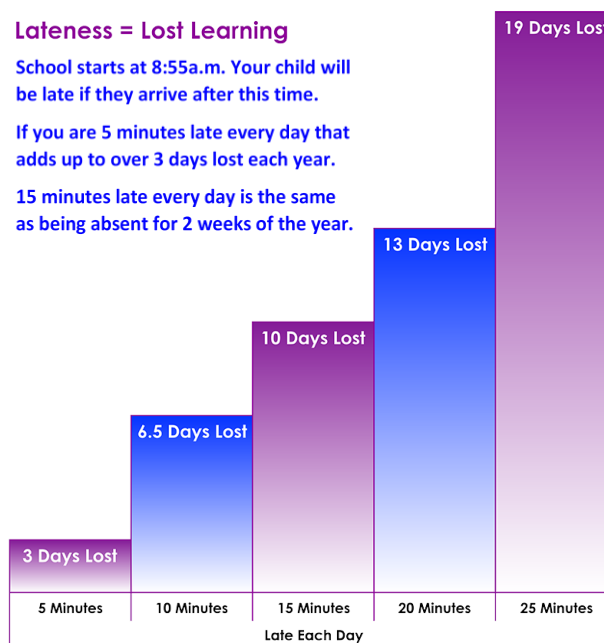 Lateness = Lost Learning
School starts at 8:55a.m. Your child will
be late if they arrive after this time.
If you are 5 minutes late every day that
adds up to over 3 days lost each year.
15 minutes late every day is the same
as being absent for 2 weeks of the year.
19 Days Lost
13 Days Lost
10 Days Lost
6.5 Days Lost
3 Days Lost
5 Minutes
10 Minutes
15 Minutes
20 Minutes
25 Minutes
Late Each Day